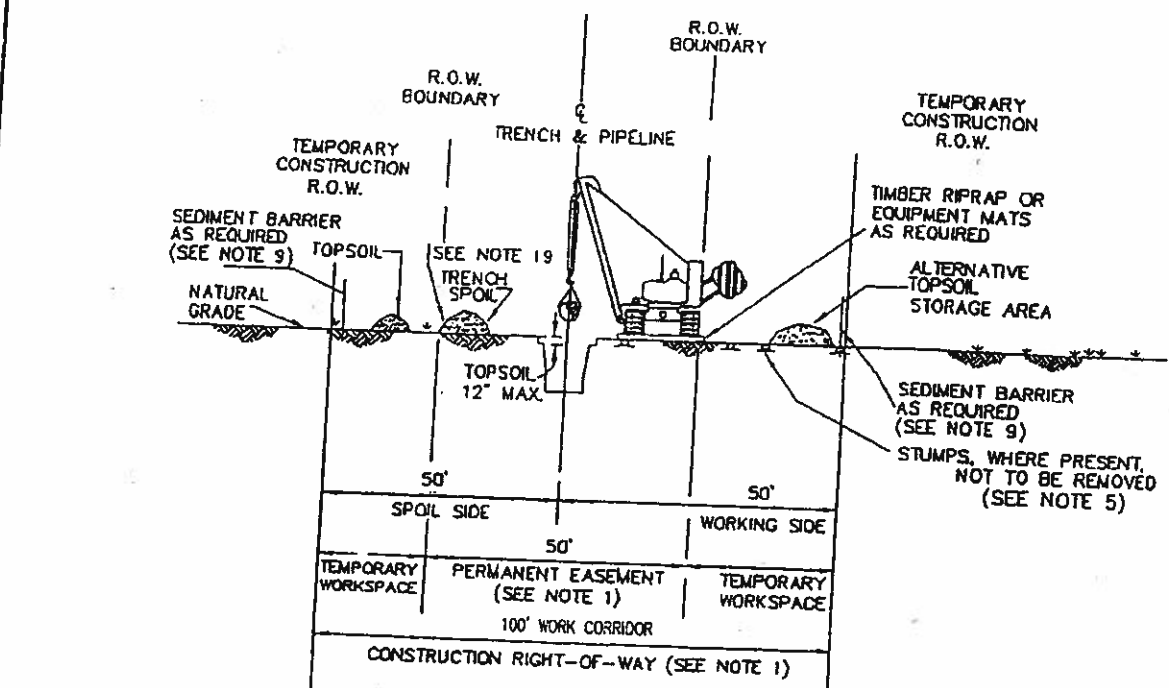 R.O.W.
BOUNDARY
R.O.W.
BOUNDARY
℄
TRENCH & PIPELINE
TEMPORARY
CONSTRUCTION
R.O.W.
TEMPORARY
CONSTRUCTION
R.O.W.
SEDIMENT BARRIER
AS REQUIRED
(SEE NOTE 9)
TOPSOIL
SEE NOTE 19
TRENCH
SPOIL
NATURAL
GRADE
TIMBER RIPRAP OR
EQUIPMENT MATS
AS REQUIRED
ALTERNATIVE
TOPSOIL
STORAGE AREA
TOPSOIL
12" MAX.
SEDIMENT BARRIER
AS REQUIRED
(SEE NOTE 9)
STUMPS, WHERE PRESENT,
NOT TO BE REMOVED
(SEE NOTE 5)
50'
50'
SPOIL SIDE
WORKING SIDE
50'
TEMPORARY
WORKSPACE
PERMANENT EASEMENT
(SEE NOTE 1)
TEMPORARY
WORKSPACE
100' WORK CORRIDOR
CONSTRUCTION RIGHT-OF-WAY (SEE NOTE 1)